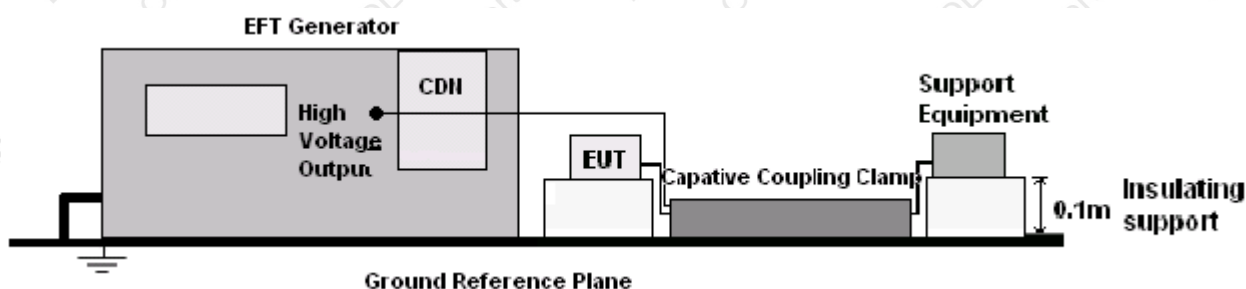 EFT Generator
CDN
High
Voltage
Output
EUT
Capative Coupling Clamp
Support
Equipment
0.1m
Insulating
support
Ground Reference Plane